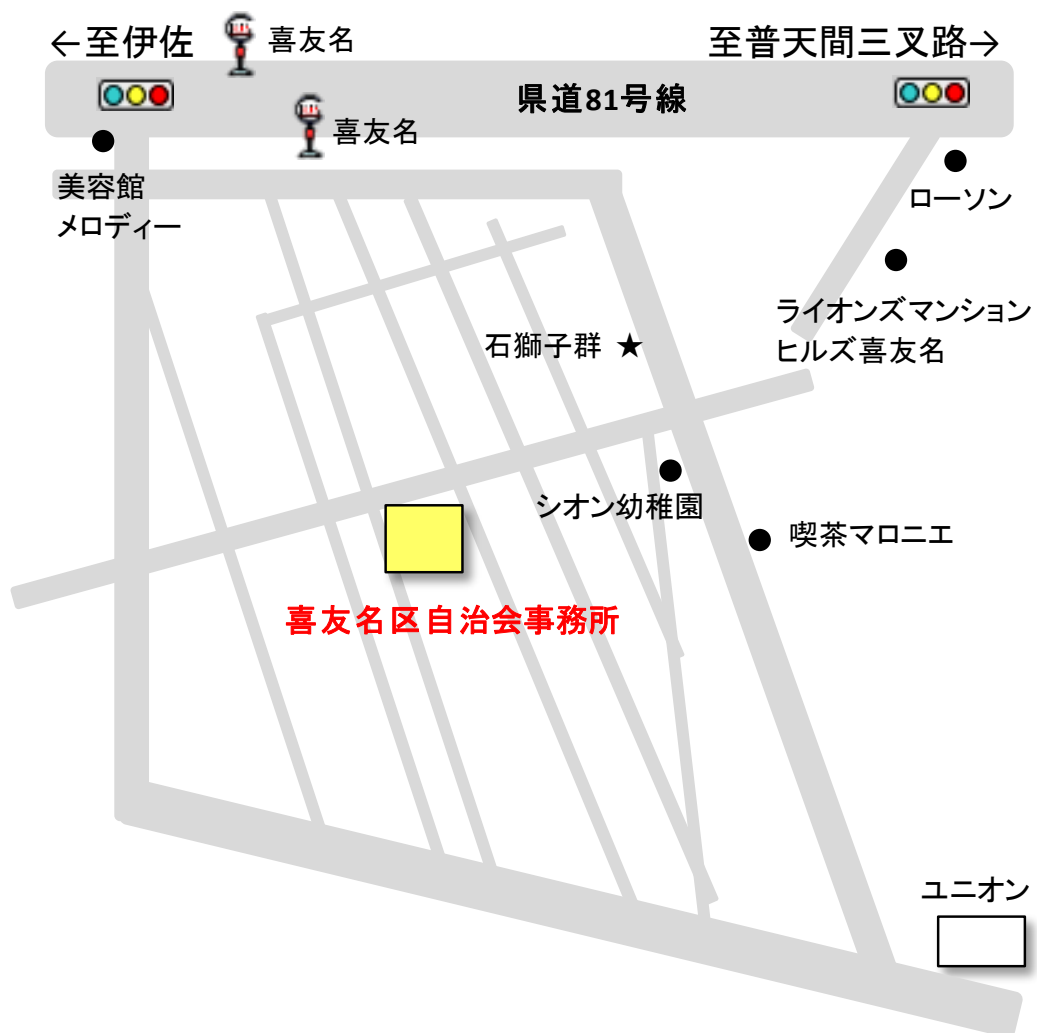 ←至伊佐
喜友名
至普天間三叉路→
県道81号線
喜友名
美容館
メロディー
ローソン
ライオンズマンション
ヒルズ喜友名
石獅子群 ★
シオン幼稚園
喫茶マロニエ
喜友名区自治会事務所
ユニオン